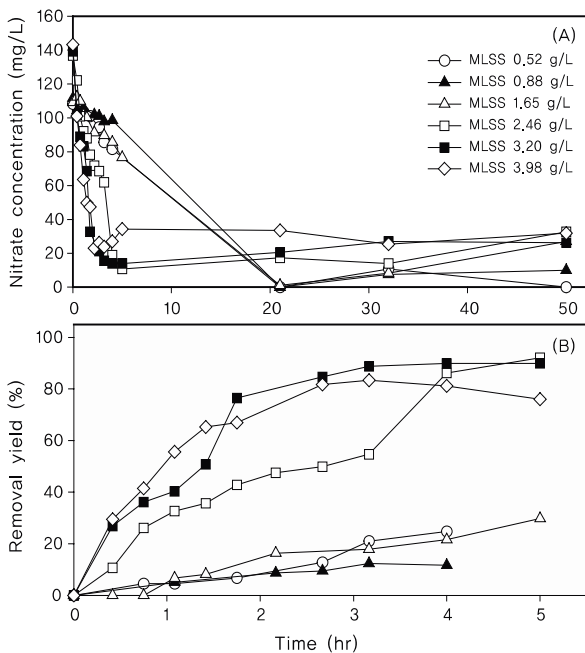 160
(A)
140
MLSS 0.52 g/L
120
MLSS 0.88 g/L
100
MLSS 1.65 g/L
80
MLSS 2.46 g/L
MLSS 3.20 g/L
60
MLSS 3.98 g/L
40
20
0
Nitrate concentration (mg/L)
0 10 20 30 40 50
100
(B)
80
60
40
20
0
Removal yield (%)
0 1 2 3 4 5
Time (hr)